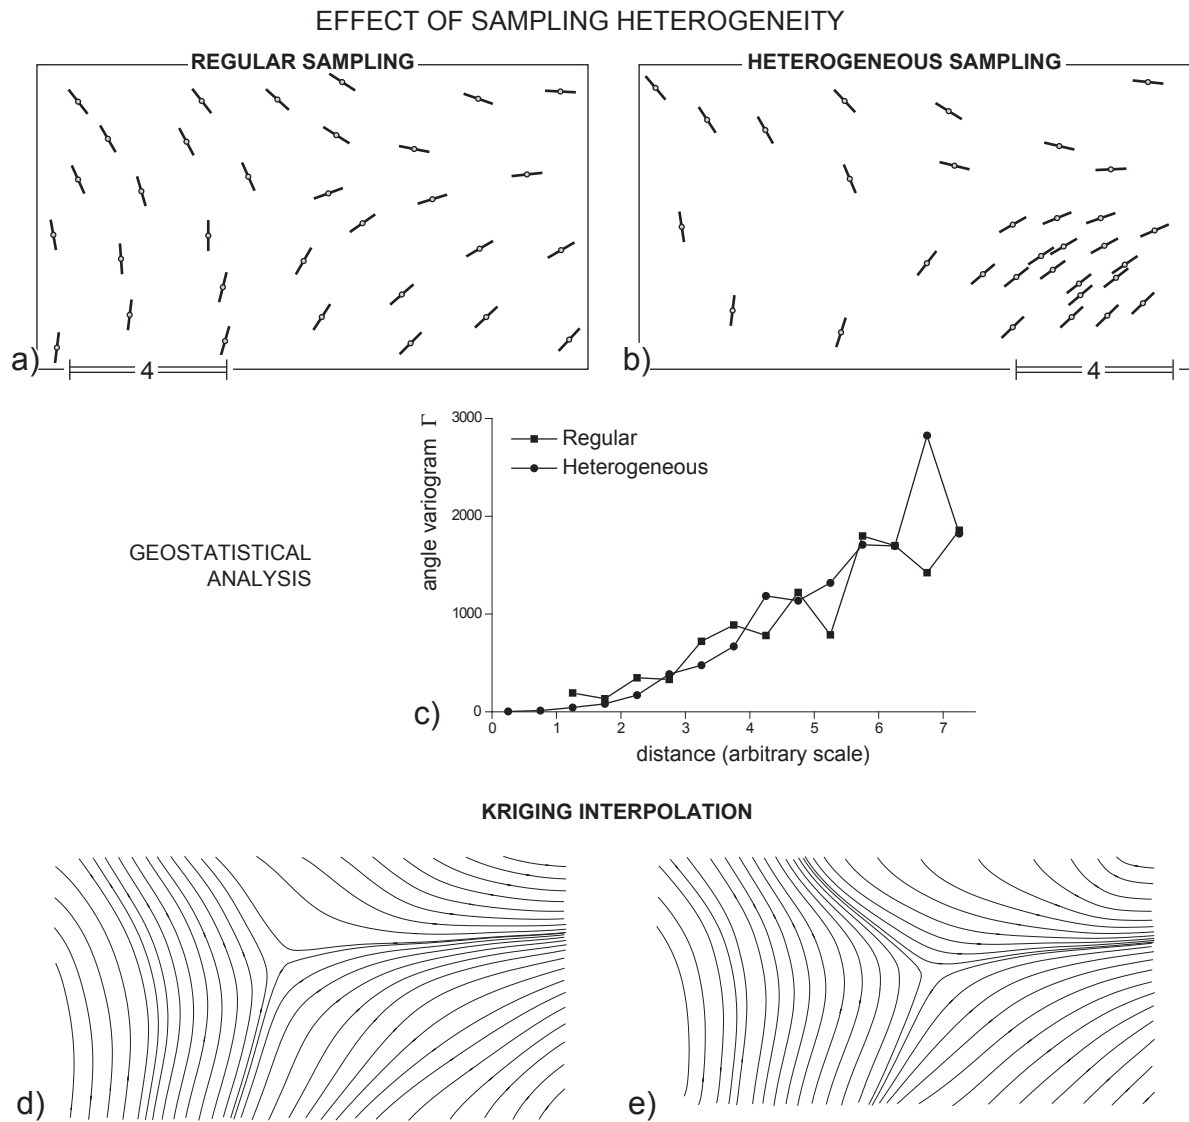 EFFECT OF SAMPLING HETEROGENEITY
REGULAR SAMPLING
HETEROGENEOUS SAMPLING
a)
4
b)
4
GEOSTATISTICAL
ANALYSIS
c)
angle variogram Γ
3000
2000
1000
0
Regular
Heterogeneous
0 1 2 3 4 5 6 7
distance (arbitrary scale)
KRIGING INTERPOLATION
d)
e)